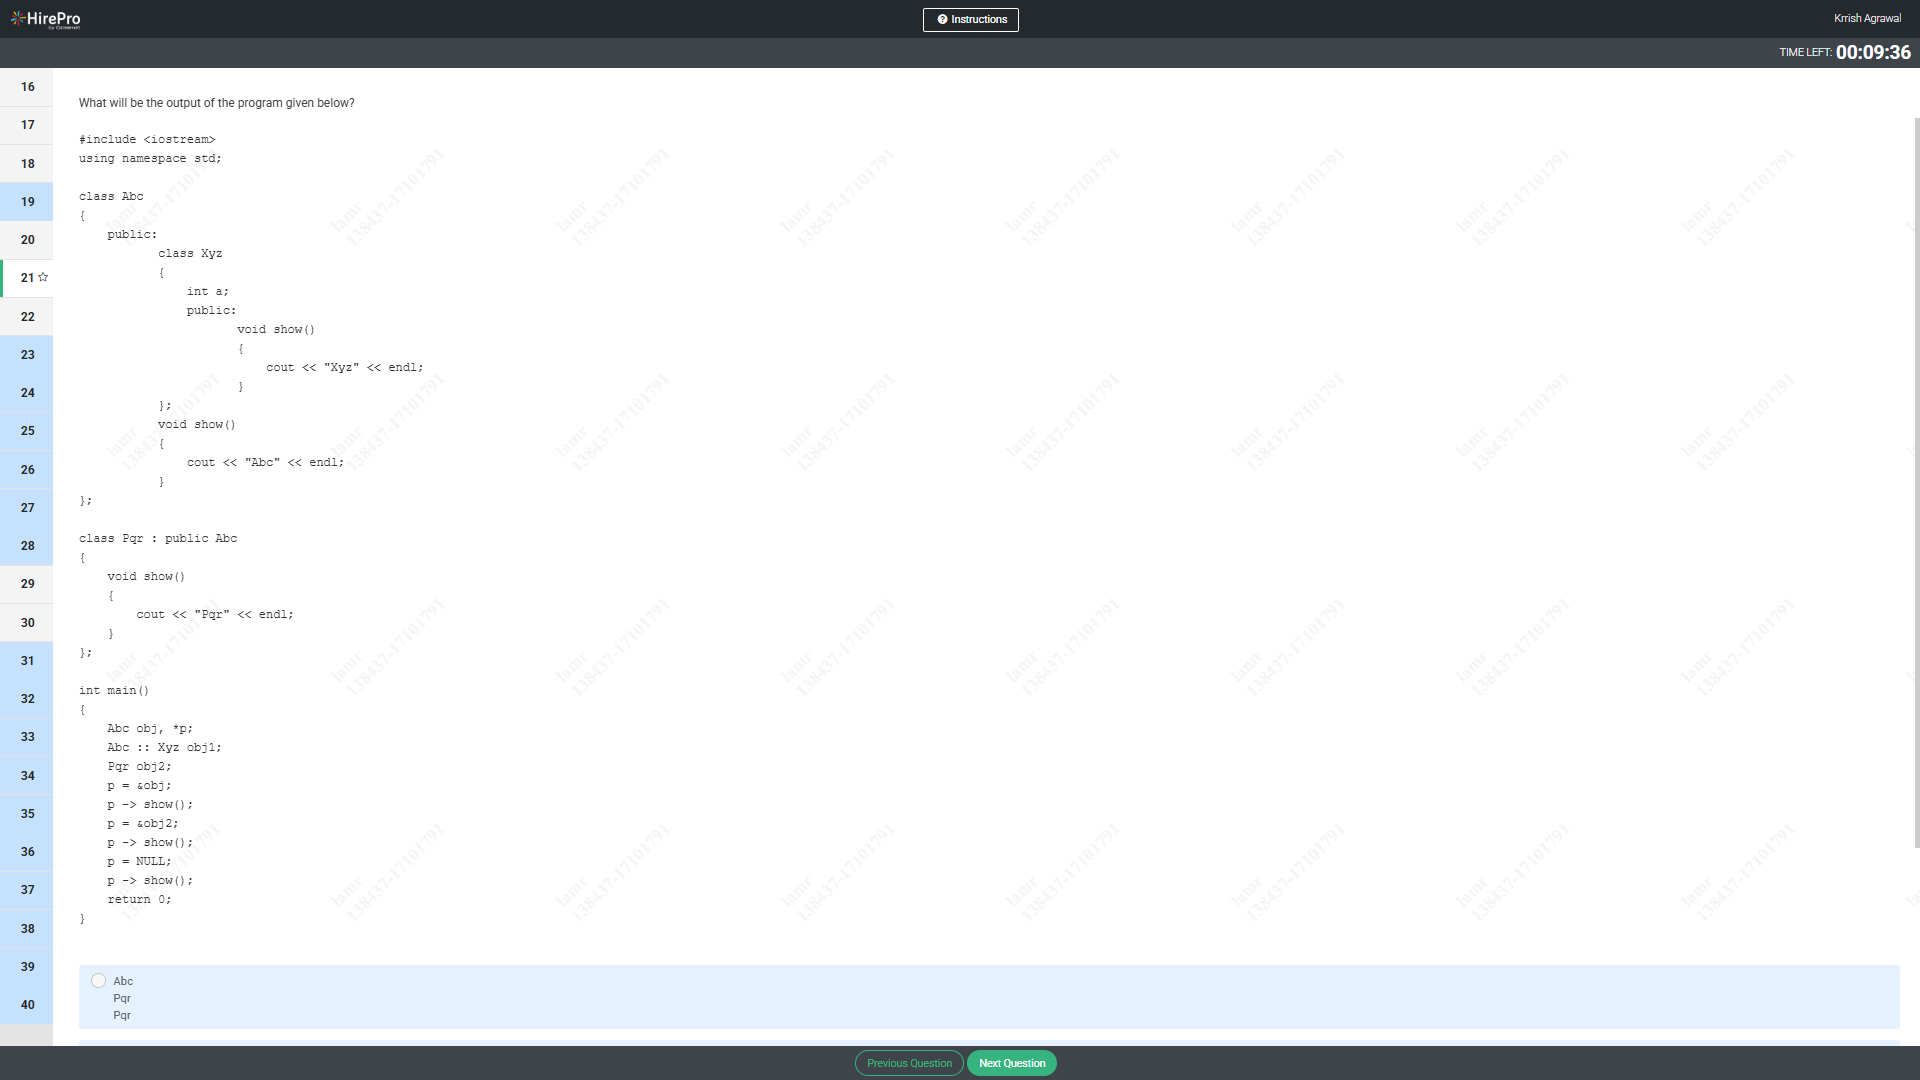 HirePro
by Careernet
Instructions
Krrish Agrawal
TIME LEFT: 00:09:36
16
17
18
19
20
21
22
23
24
25
26
27
28
29
30
31
32
33
34
35
36
37
38
39
40
What will be the output of the program given below?
#include <iostream>
using namespace std;
class Abc
{
    public:
        class Xyz
        {
            int a;
            public:
                void show()
                {
                    cout << "Xyz" << endl;
                }
        };
        void show()
        {
            cout << "Abc" << endl;
        }
};
class Pqr : public Abc
{
    void show()
    {
        cout << "Pqr" << endl;
    }
};
int main()
{
    Abc obj, *p;
    Abc :: Xyz obj1;
    Pqr obj2;
    p = &obj;
    p -> show();
    p = &obj2;
    p -> show();
    p = NULL;
    p -> show();
    return 0;
}
Abc
Pqr
Pqr
Previous Question
Next Question